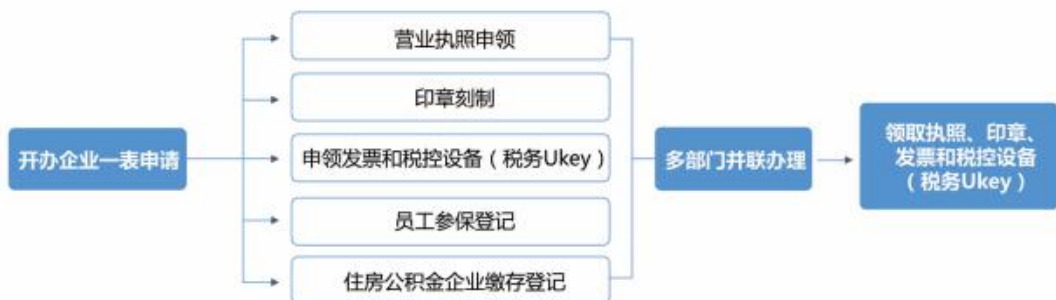 开办企业一表申请
营业执照申领
印章刻制
申领发票和税控设备（税务Ukey）
员工参保登记
住房公积金企业缴存登记
多部门并联办理
领取执照、印章、
发票和税控设备
（税务Ukey）